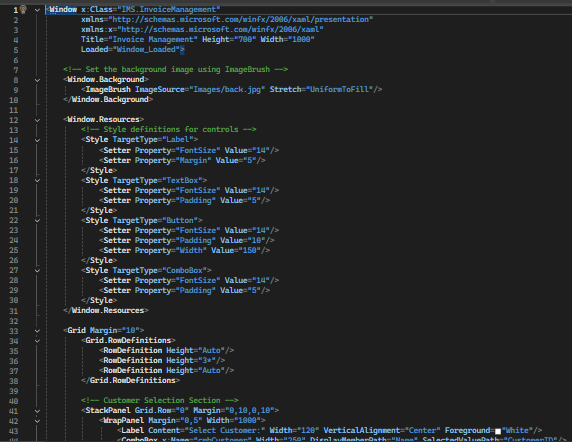 1 <Window x:Class="IMS.InvoiceManagement"
2 xmlns="http://schemas.microsoft.com/winfx/2006/xaml/presentation"
3 xmlns:x="http://schemas.microsoft.com/winfx/2006/xaml"
4 Title="Invoice Management" Height="700" Width="1000"
5 Loaded="Window_Loaded">
6
7 <!-- Set the background image using ImageBrush -->
8 <Window.Background>
9 <ImageBrush ImageSource="Images/back.jpg" Stretch="UniformToFill"/>
10 </Window.Background>
11
12 <Window.Resources>
13 <!-- Style definitions for controls -->
14 <Style TargetType="Label">
15 <Setter Property="FontSize" Value="14"/>
16 <Setter Property="Margin" Value="5"/>
17 </Style>
18 <Style TargetType="TextBox">
19 <Setter Property="FontSize" Value="14"/>
20 <Setter Property="Padding" Value="5"/>
21 </Style>
22 <Style TargetType="Button">
23 <Setter Property="FontSize" Value="14"/>
24 <Setter Property="Padding" Value="10"/>
25 <Setter Property="Width" Value="150"/>
26 </Style>
27 <Style TargetType="ComboBox">
28 <Setter Property="FontSize" Value="14"/>
29 <Setter Property="Padding" Value="5"/>
30 </Style>
31 </Window.Resources>
32
33 <Grid Margin="10">
34 <Grid.RowDefinitions>
35 <RowDefinition Height="Auto"/>
36 <RowDefinition Height="3*"/>
37 <RowDefinition Height="Auto"/>
38 </Grid.RowDefinitions>
39
40 <!-- Customer Selection Section -->
41 <StackPanel Grid.Row="0" Margin="0,10,0,10">
42 <WrapPanel Margin="0,5" Width="1000">
43 <Label Content="Select Customer:" Width="120" VerticalAlignment="Center" Foreground="White"/>
44 <ComboBox x:Name="cmbCustomer" Width="250" DisplayMemberPath="Name" SelectedValuePath="CustomerID"/>